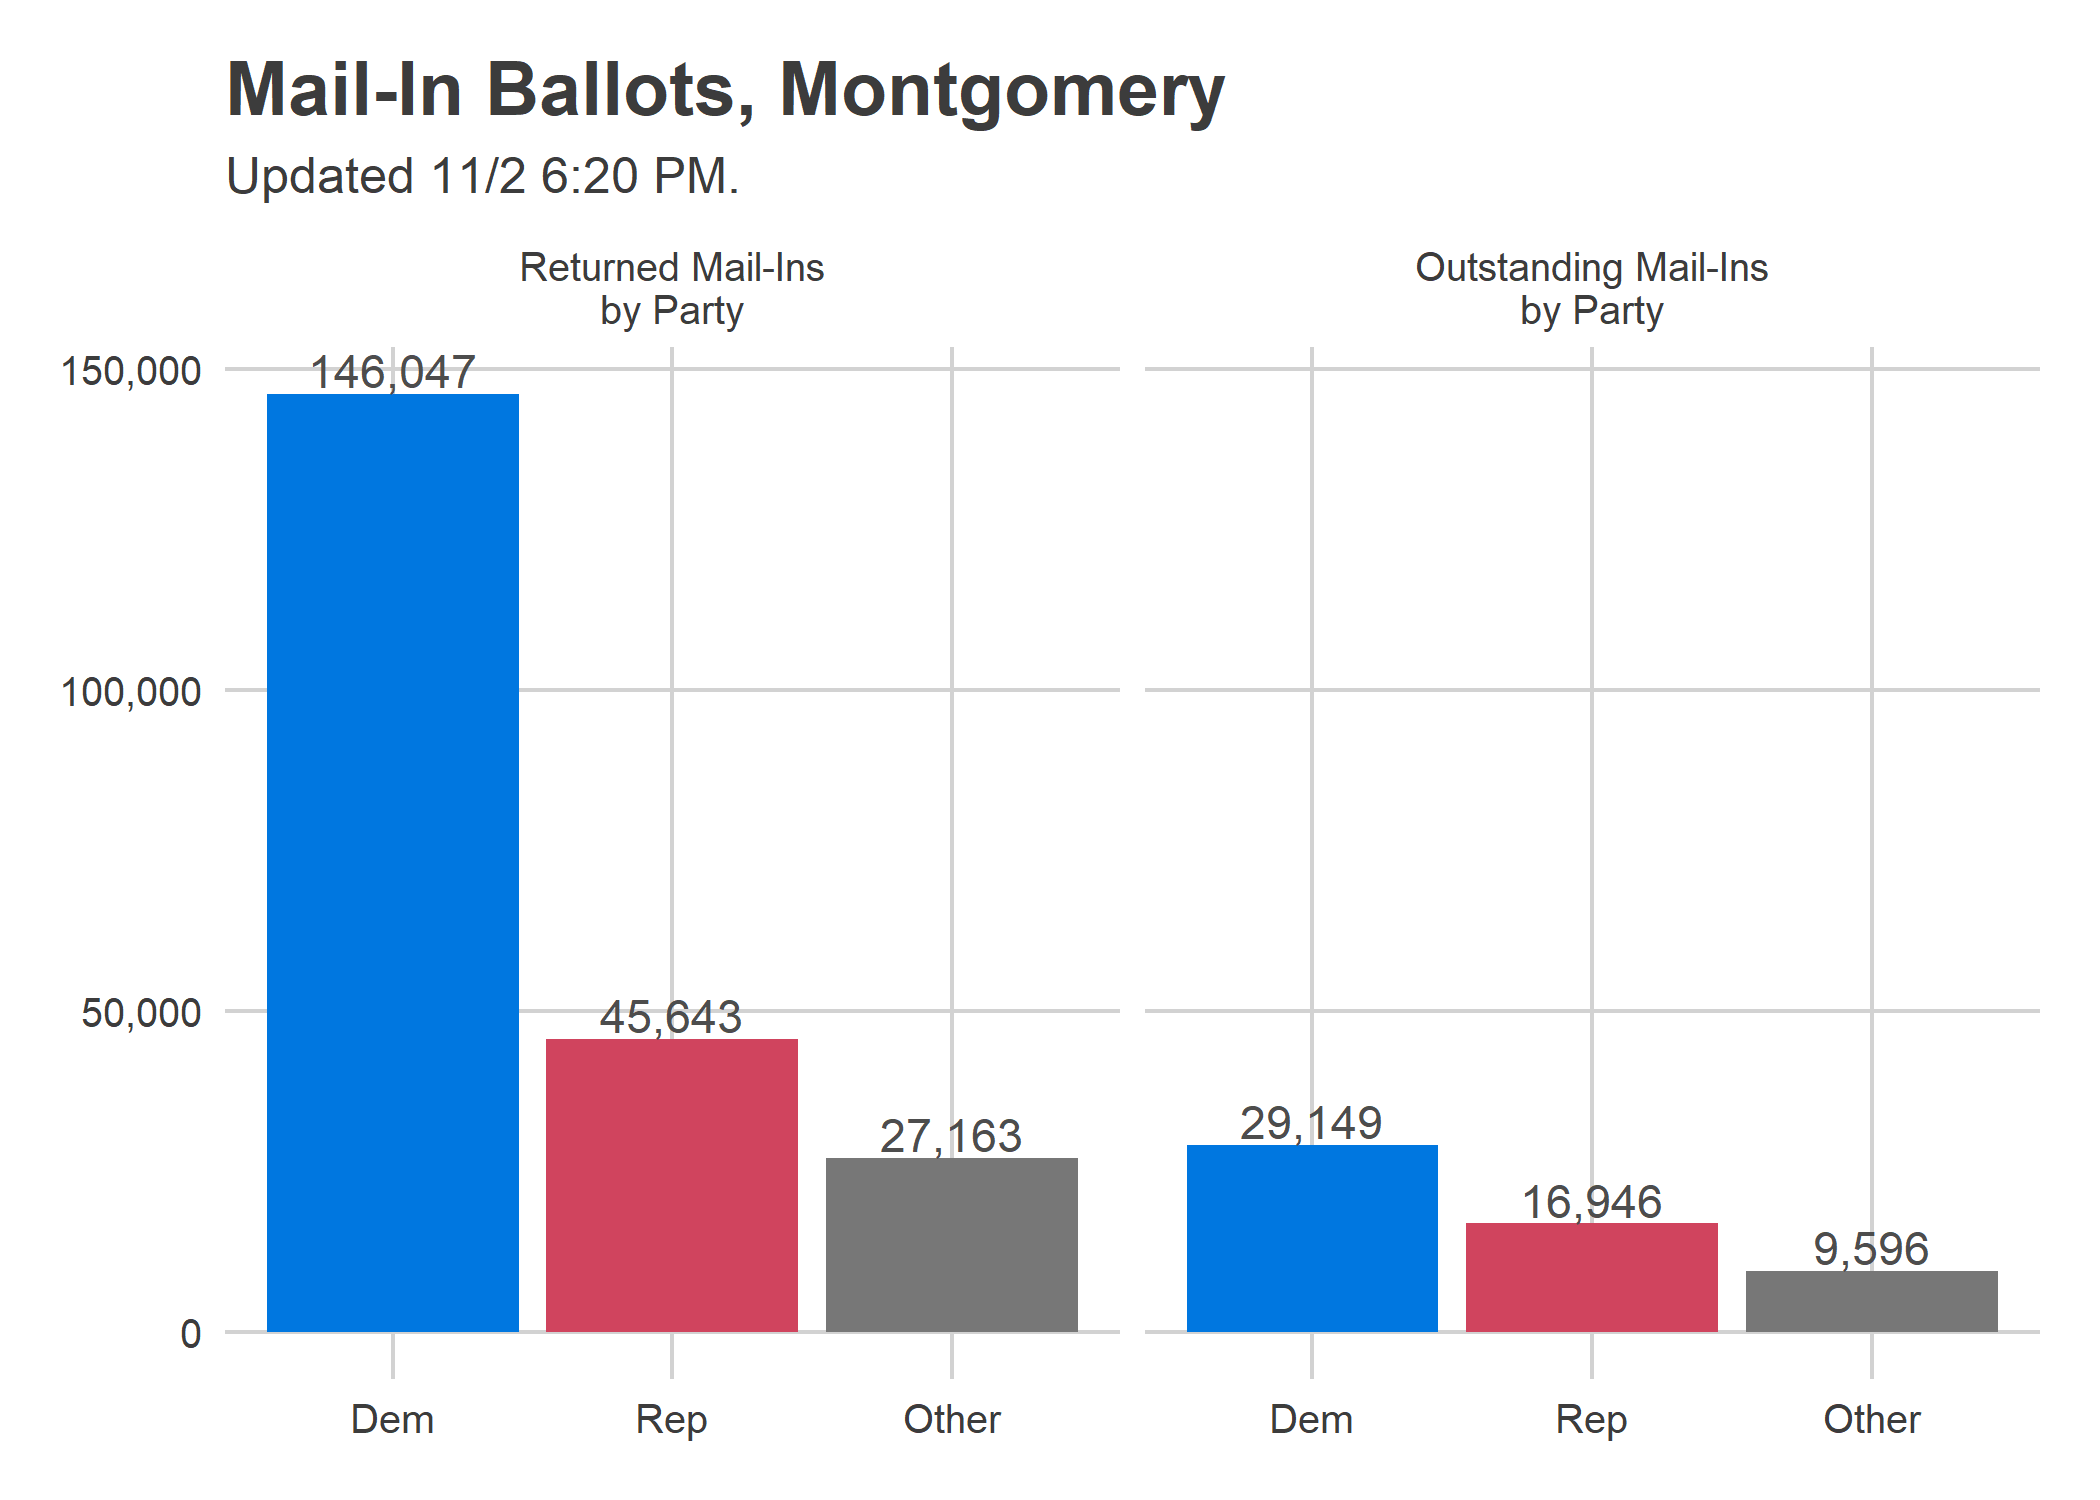 Mail-In Ballots, Montgomery
Updated 11/2 6:20 PM.
Returned Mail-Ins
by Party
Outstanding Mail-Ins
by Party
150,000
100,000
50,000
0
146,047
45,643
27,163
29,149
16,946
9,596
Dem
Rep
Other
Dem
Rep
Other